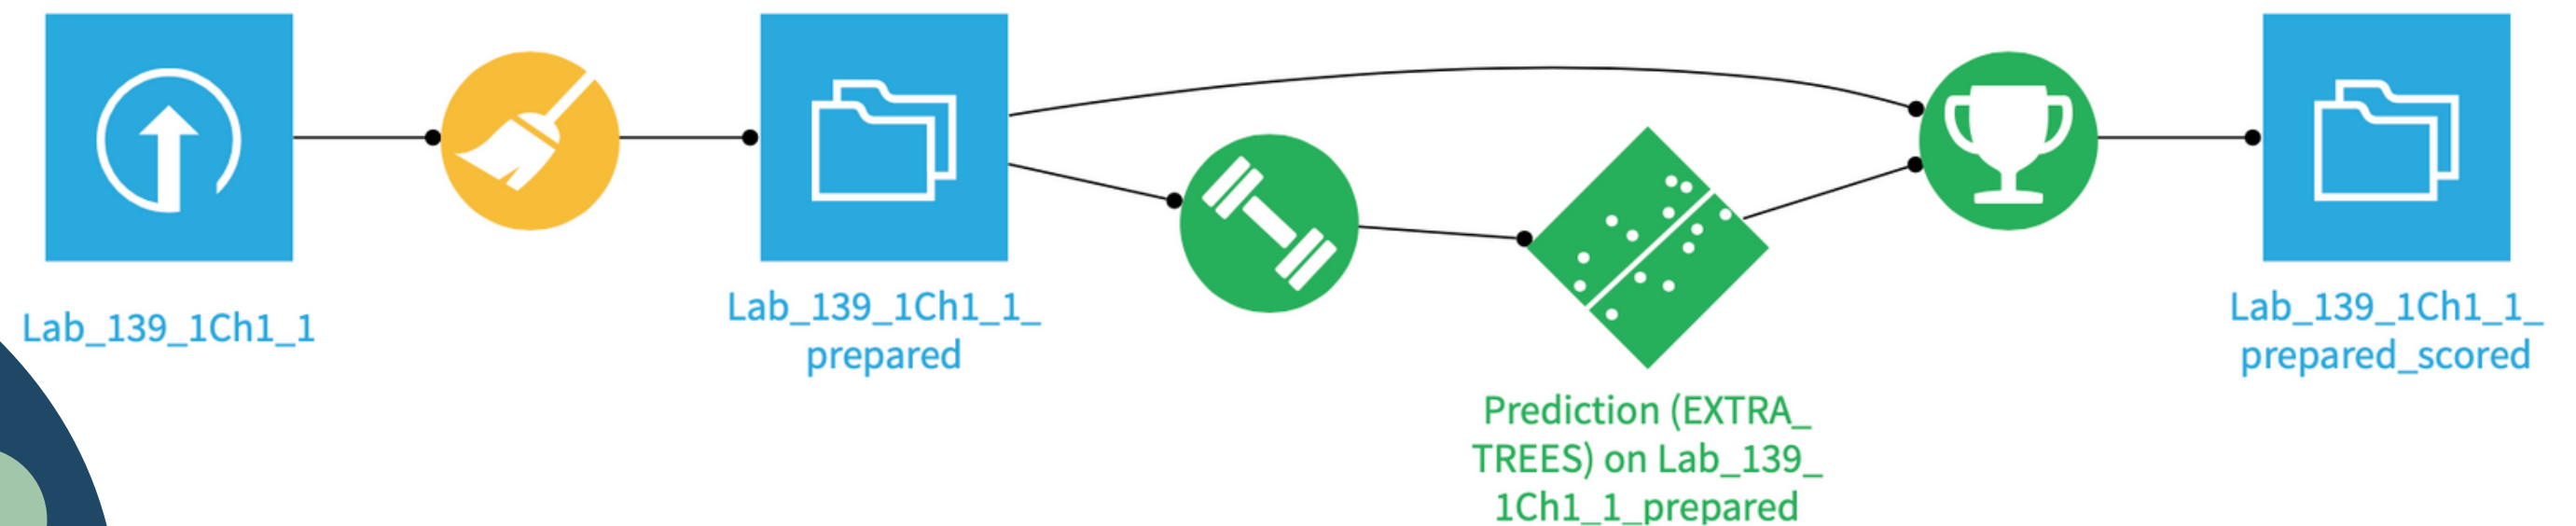 Lab_139_1Ch1_1
Lab_139_1Ch1_1_
prepared
Prediction (EXTRA_
TREES) on Lab_139_
1Ch1_1_prepared
Lab_139_1Ch1_1_
prepared_scored